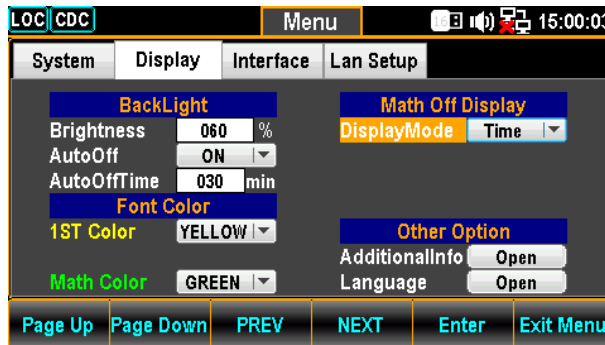 LOC CDC Menu 16 15:00:03
System Display Interface Lan Setup
BackLight
Brightness 060 %
AutoOff ON
AutoOffTime 030 min
Font Color
1ST Color YELLOW
Math Color GREEN
Math Off Display
DisplayMode Time
Other Option
AdditionalInfo Open
Language Open
Page Up Page Down PREV NEXT Enter Exit Menu